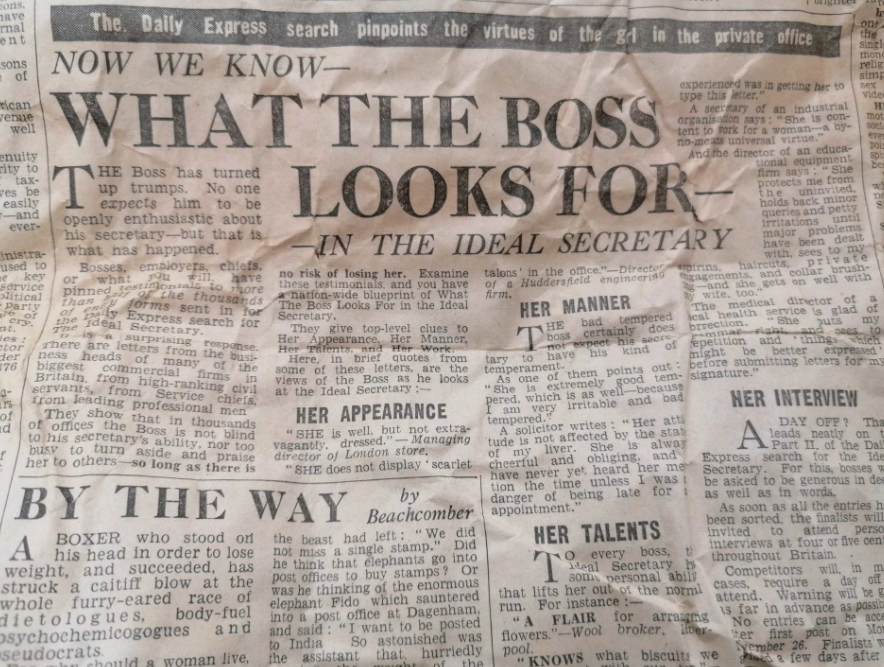 The Daily Express search pinpoints the virtues of the grl in the private office
NOW WE KNOW—
WHAT THE BOSS
LOOKS FOR—
—IN THE IDEAL SECRETARY
THE Boss has turned
up trumps. No one
expects him to be
openly enthusiastic about
his secretary—but that is
what has happened.
Bosses, employers, chiefs,
or what you will, have
pinned testimonials to more
than of the thousands
of forms sent in for
the Daily Express search for
the Ideal Secretary.
is a surprising response.
There are letters from the busi-
ness heads of many of the
biggest commercial firms in
Britain, from high-ranking civil
servants, from Service chiefs,
from leading professional men
They show that in thousands
of offices the Boss is not blind
to his secretary's ability, nor too
busy to turn aside and praise
her to others—so long as there is
no risk of losing her. Examine
these testimonials, and you have
a nation-wide blueprint of What
The Boss Looks For in the Ideal
Secretary.
They give top-level clues to
Her Appearance, Her Manner,
Her Talents, and Her Work.
Here, in brief quotes from
some of these letters, are the
views of the Boss as he looks
at the Ideal Secretary:—
HER APPEARANCE
"SHE is well, but not extra-
vagantly, dressed."—Managing
director of London store.
"SHE does not display 'scarlet
talons' in the office."—Director
of a Huddersfield engineering
firm.
HER MANNER
THE bad tempered
boss certainly does
not expect his secre-
tary to have his kind of
temperament.
As one of them points out:
"She is extremely good tem-
pered, which is as well—because
I am very irritable and bad
tempered."
A solicitor writes: "Her atti
tude is not affected by the stat
of my liver. She is alway
cheerful and obliging, and
have never yet heard her me
tion the time unless I was
danger of being late for
appointment."
HER TALENTS
TO every boss, t
Ideal Secretary h
some personal abili
that lifts her out of the norm
run. For instance:—
"A FLAIR for arranging
flowers."—Wool broker, liver-
pool.
"KNOWS what biscuits we
experienced was in getting her to
type this letter."
A secretary of an industrial
organisation says: "She is con-
tent to work for a woman—a by-
no-means universal virtue."
And the director of an educa-
tional equipment
firm says: "She
protects me from
the uninvited,
holds back minor
queries and petty
irritations until
major problems
have been dealt
with, sees to my
aspirins, haircuts, private
engagements, and collar brush-
—and she gets on well with
my wife, too."
The medical director of a
cal health service is glad of
correction. "She puts my
grammar right and sees to
repetition and 'things which
might be better expressed'
before submitting letters for my
signature."
HER INTERVIEW
A DAY OFF? Th
leads neatly on t
Part II of the Dai
Express search for the Ide
Secretary. For this, bosses w
be asked to be generous in de
as well as in words.
As soon as all the entries h
been sorted, the finalists will
invited to attend perso
interviews at four or five cen
throughout Britain.
Competitors will, in m
cases, require a day off
attend. Warning will be g
as far in advance as possib
No entries can be acce
ter first post on Mon
vember 26. Finalists w
d a few days after
BY THE WAY
by
Beachcomber
A BOXER who stood on
his head in order to lose
weight, and succeeded, has
struck a caitiff blow at the
whole furry-eared race of
dietologues, body-fuel
psychochemicogogues and
pseudocrats.
should a woman live,
the beast had left: "We did
not miss a single stamp." Did
he think that elephants go into
post offices to buy stamps? Or
was he thinking of the enormous
elephant Fido which sauntered
into a post office at Dagenham,
and said: "I want to be posted
to India So astonished was
the assistant that, hurriedly
the weight of the